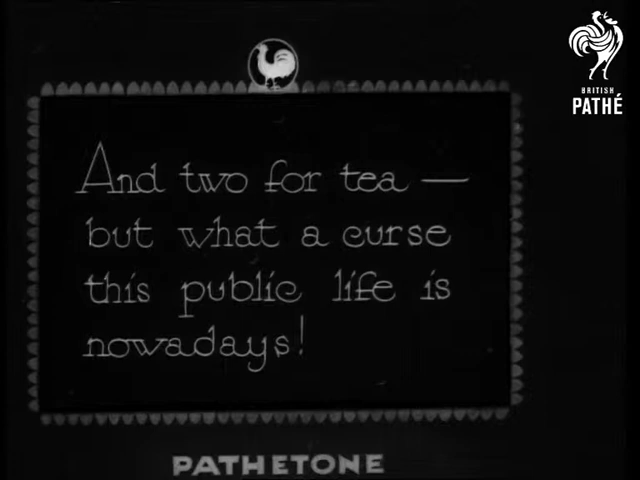 BRITISH
PATHÉ
And two for tea —
but what a curse
this public life is
nowadays!
PATHETONE